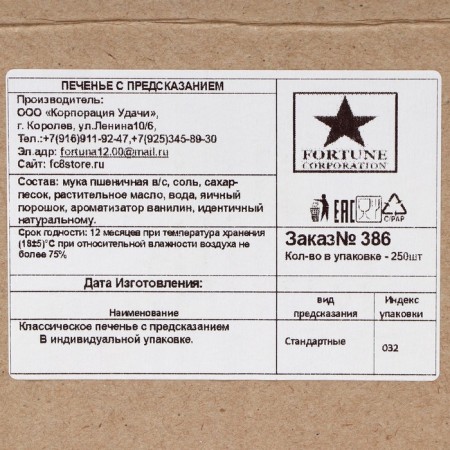 ПЕЧЕНЬЕ С ПРЕДСКАЗАНИЕМ
Производитель:
ООО «Корпорация Удачи»,
г. Королев, ул.Ленина10/6,
Тел.:+7(916)911-92-47,+7(925)345-89-30
Эл.адр: fortuna12.00@mail.ru
Сайт: fc8store.ru
FORTUNE
CORPORATION
Состав: мука пшеничная в/с, соль, сахар-
песок, растительное масло, вода, яичный
порошок, ароматизатор ванилин, идентичный
натуральному.
EAC
C/PAP
Срок годности: 12 месяцев при температуре хранения
(18±5)°С при относительной влажности воздуха не
более 75%
Заказ№ 386
Кол-во в упаковке - 250шт
Дата Изготовления:
Наименование
вид
предсказания
Индекс
упаковки
Классическое печенье с предсказанием
В индивидуальной упаковке.
Стандартные
032